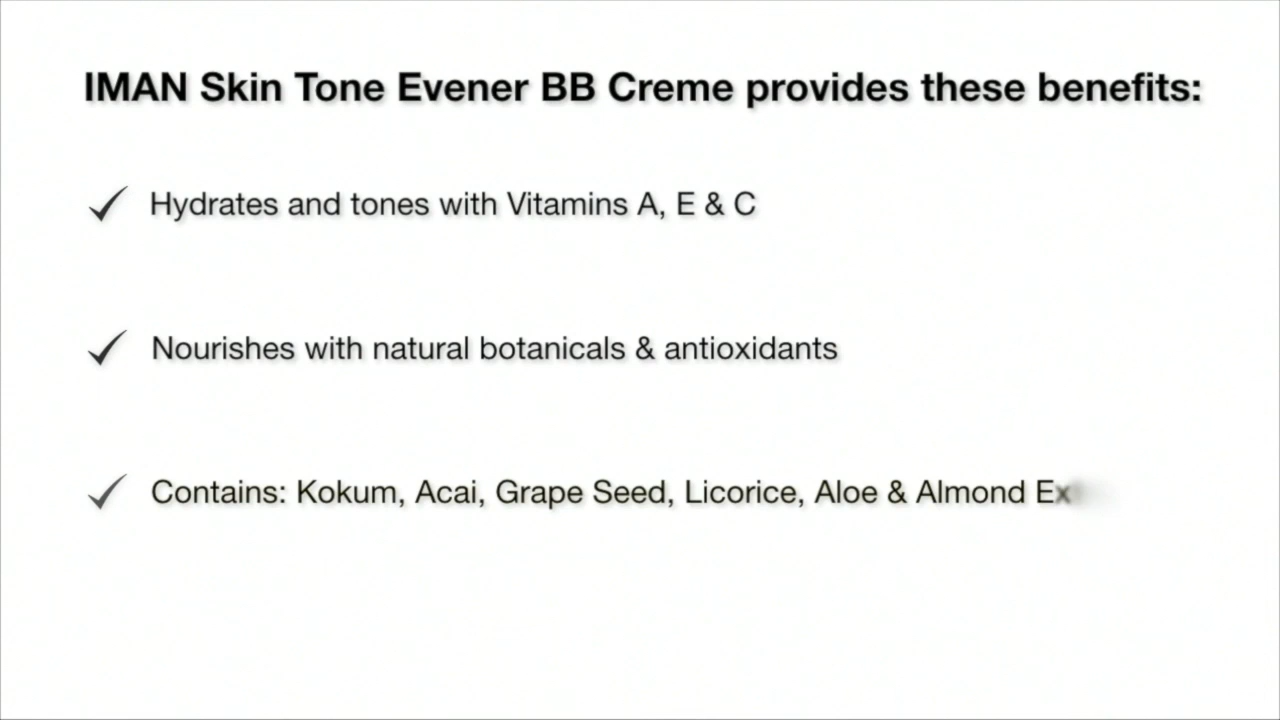 IMAN Skin Tone Evener BB Creme provides these benefits:
Hydrates and tones with Vitamins A, E & C
Nourishes with natural botanicals & antioxidants
Contains: Kokum, Acai, Grape Seed, Licorice, Aloe & Almond